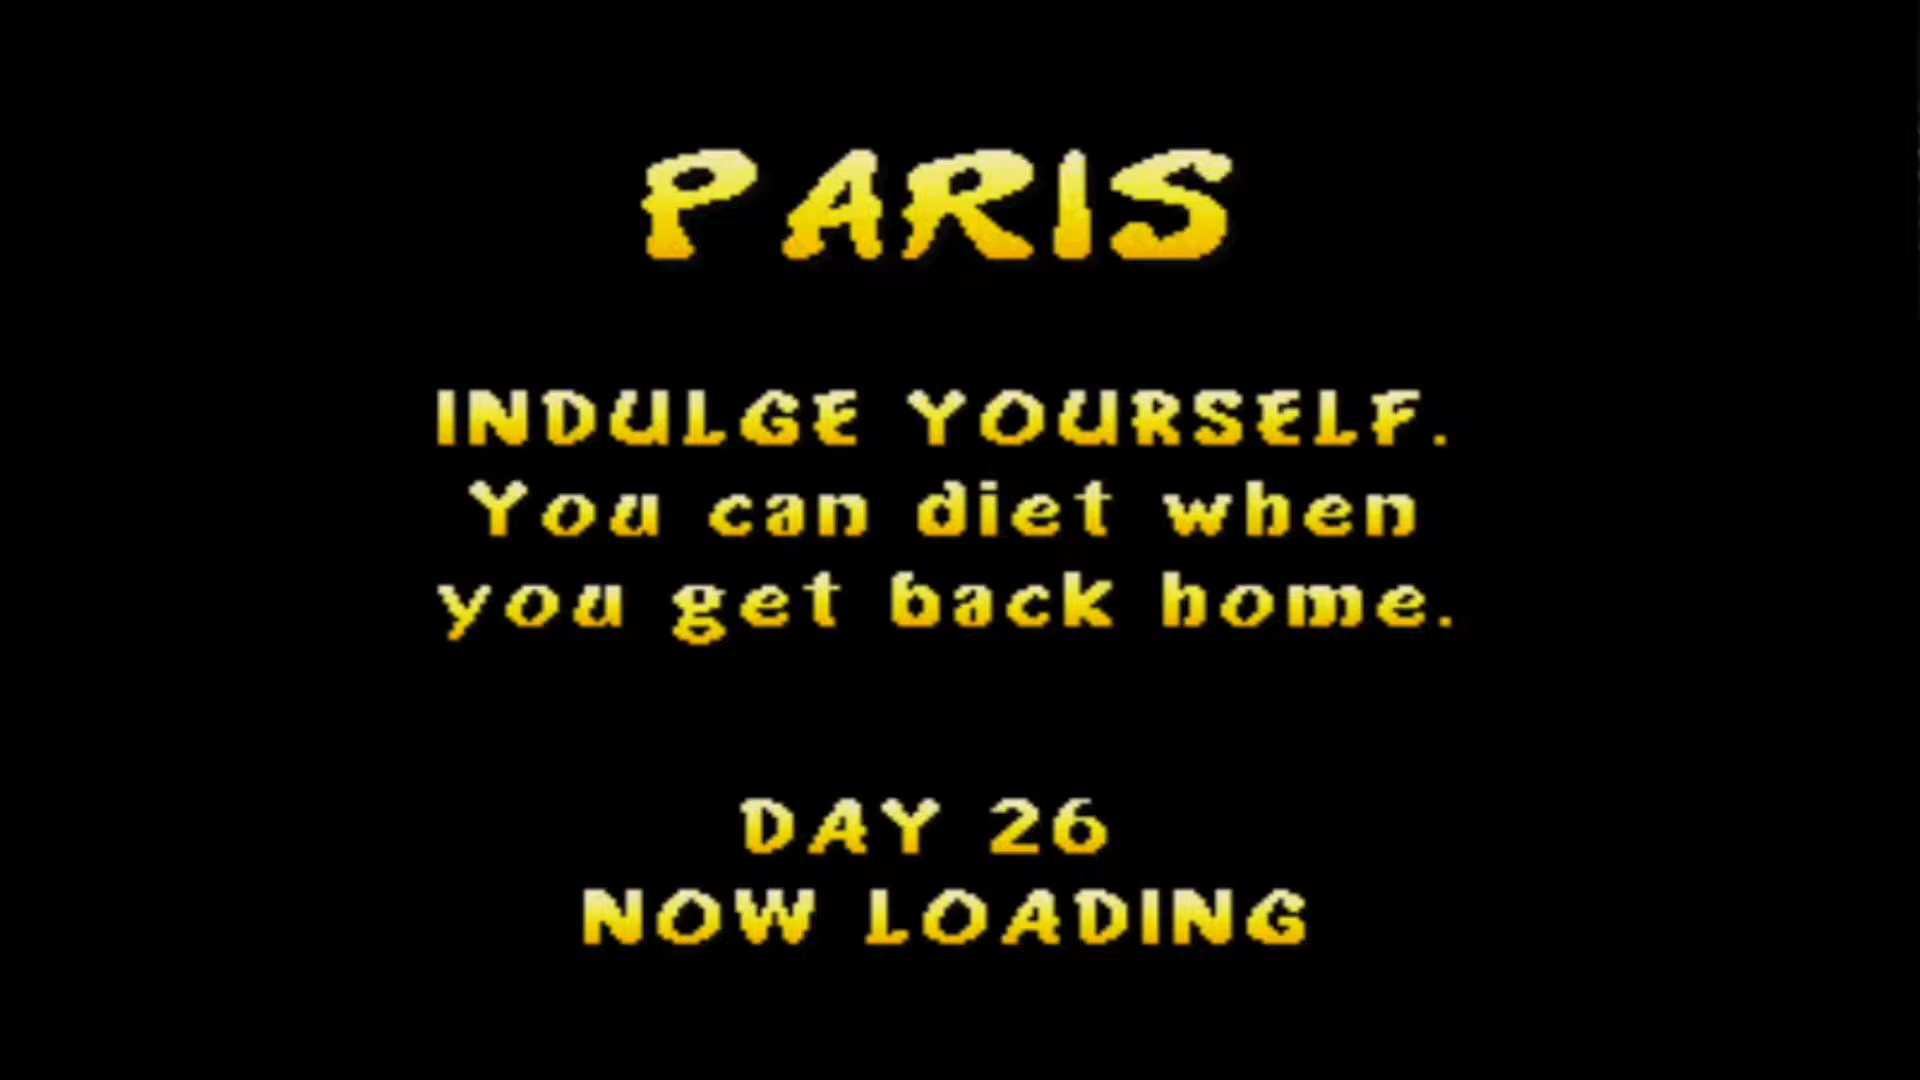 PARIS
INDULGE YOURSELF.
You can diet when
you get back home.
DAY 26
NOW LOADING